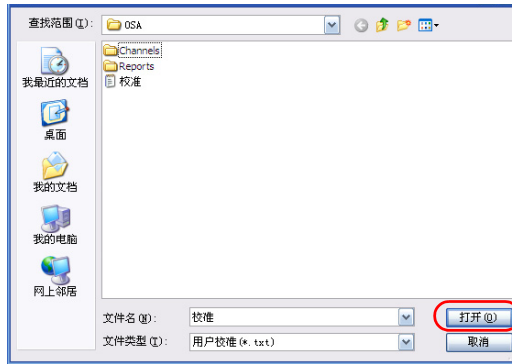 查找范围(I):
OSA
Channels
Reports
校准
我最近的文档
桌面
我的文档
我的电脑
网上邻居
文件名(N):
校准
打开(O)
文件类型(T):
用户校准(*.txt)
取消